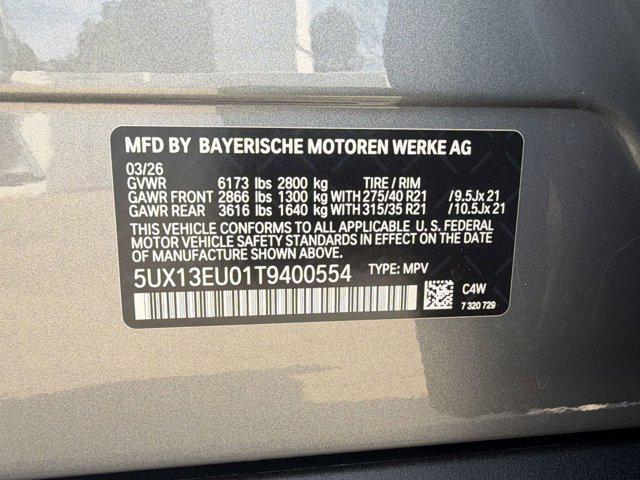 MFD BY BAYERISCHE MOTOREN WERKE AG
03/26
GVWR 6173 lbs 2800 kg TIRE / RIM
GAWR FRONT 2866 lbs 1300 kg WITH 275/40 R21 /9.5Jx 21
GAWR REAR 3616 lbs 1640 kg WITH 315/35 R21 /10.5Jx 21
THIS VEHICLE CONFORMS TO ALL APPLICABLE U. S. FEDERAL
MOTOR VEHICLE SAFETY STANDARDS IN EFFECT ON THE DATE
OF MANUFACTURE SHOWN ABOVE.
5UX13EU01T9400554 TYPE: MPV
C4W
7 320 729